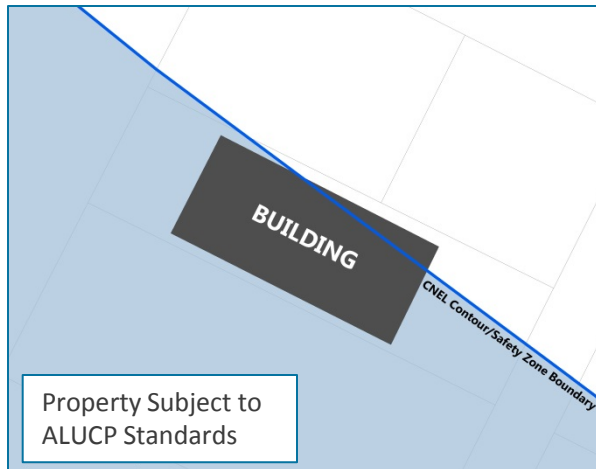 BUILDING
CNEL Contour/Safety Zone Boundary
Property Subject to
ALUCP Standards